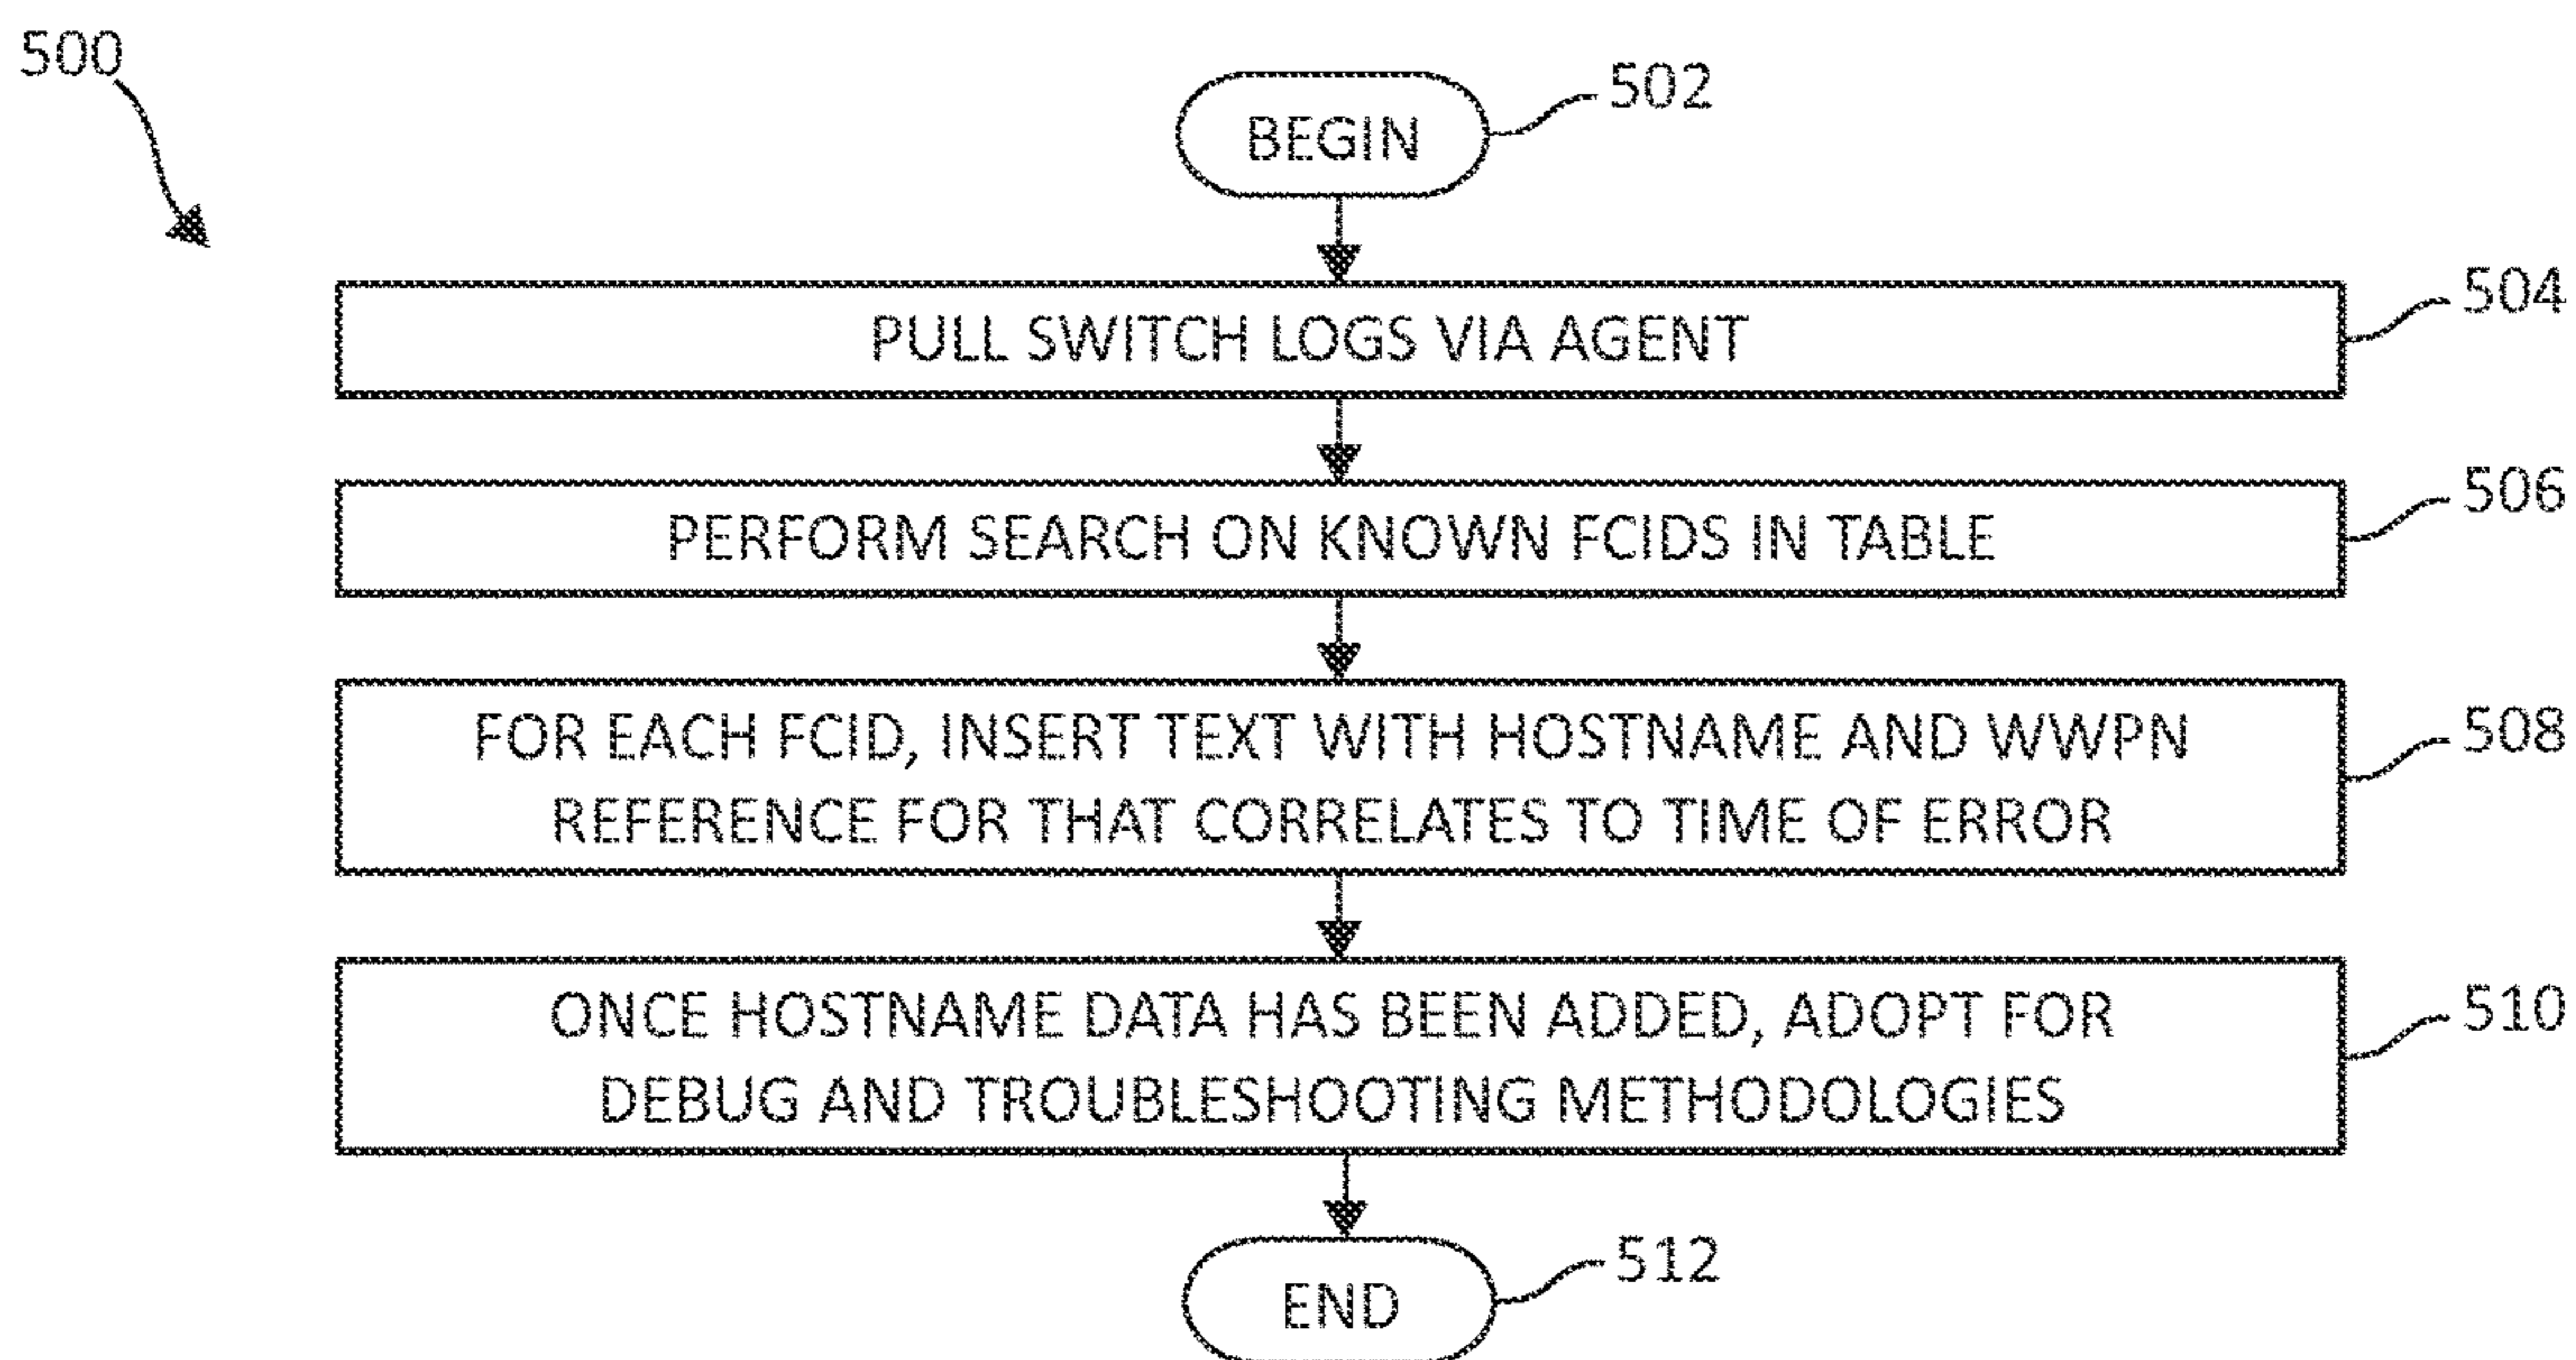 500
BEGIN
502
PULL SWITCH LOGS VIA AGENT
504
PERFORM SEARCH ON KNOWN FCIDS IN TABLE
506
FOR EACH FCID, INSERT TEXT WITH HOSTNAME AND WWPN
REFERENCE FOR THAT CORRELATES TO TIME OF ERROR
508
ONCE HOSTNAME DATA HAS BEEN ADDED, ADOPT FOR
DEBUG AND TROUBLESHOOTING METHODOLOGIES
510
END
512